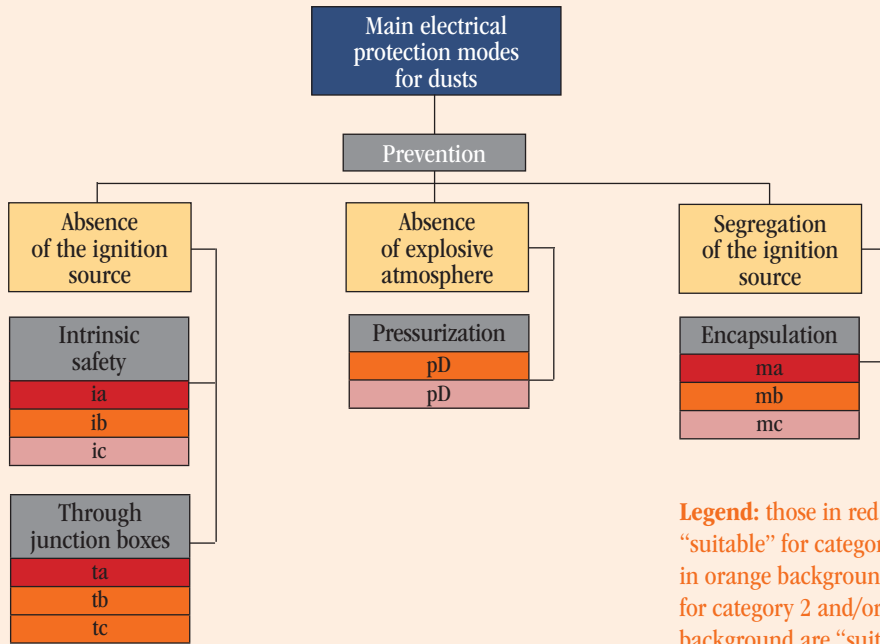 Main electrical
protection modes
for dusts
Prevention
Absence
of the ignition
source
Intrinsic
safety
ia
ib
ic
Through
junction boxes
ta
tb
tc
Absence
of explosive
atmosphere
Pressurization
pD
pD
Segregation
of the ignition
source
Encapsulation
ma
mb
mc
Legend: those in red
"suitable" for
in orange
for category 2 and/or
background are